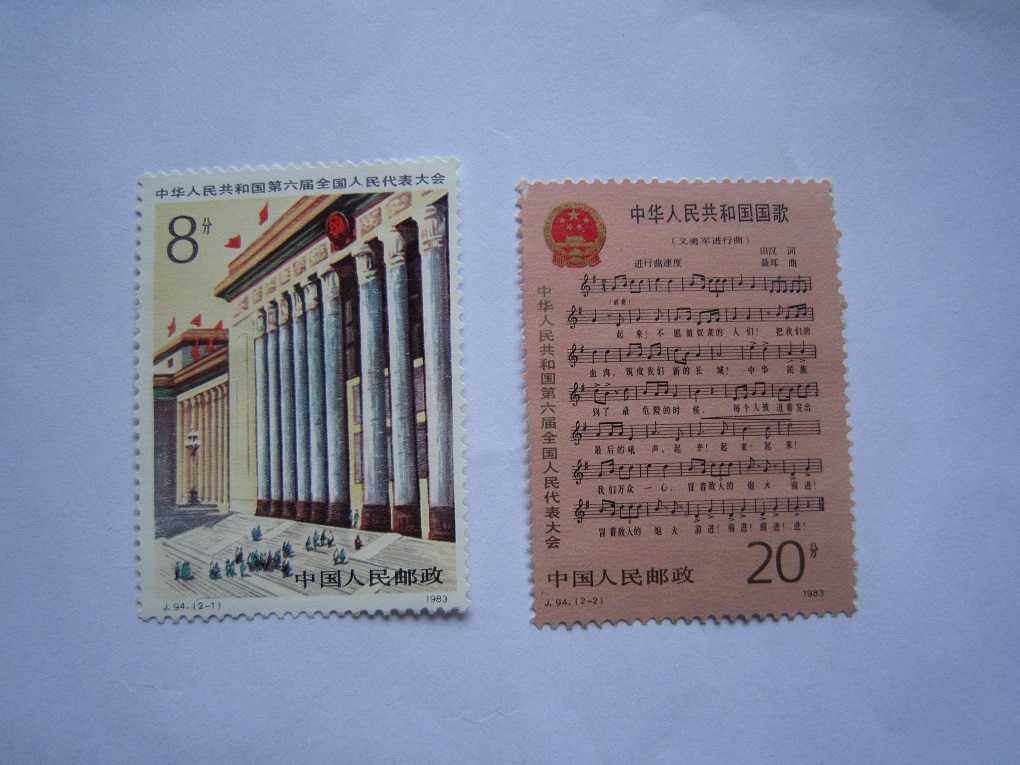 中华人民共和国第六届全国人民代表大会
8分
中国人民邮政
J. 94. (2-1)
1983
中华人民共和国国歌
(义勇军进行曲)
田汉 词
进行曲速度
聂耳 曲
(前奏)
起来! 不愿做奴隶的 人们! 把我们的
血肉, 筑成我们 新的长 城! 中华 民族
到了 最 危险的时 候, 每个人被 迫着发出
最后的吼 声。起来! 起来! 起来!
我们万众 一心, 冒着敌人的 炮火 前进!
冒着敌人的 炮火 前进! 前进! 前进! 进!
中华人民共和国第六届全国人民代表大会
20分
中国人民邮政
J. 94. (2-2)
1983